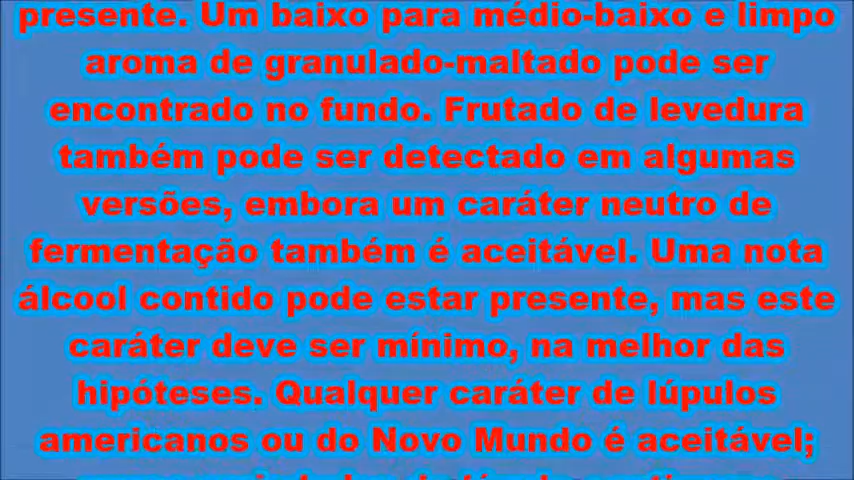 presente. Um baixo para médio-baixo e limpo
aroma de granulado-maltado pode ser
encontrado no fundo. Frutado de levedura
também pode ser detectado em algumas
versões, embora um caráter neutro de
fermentação também é aceitável. Uma nota
álcool contido pode estar presente, mas este
caráter deve ser mínimo, na melhor das
hipóteses. Qualquer caráter de lúpulos
americanos ou do Novo Mundo é aceitável;